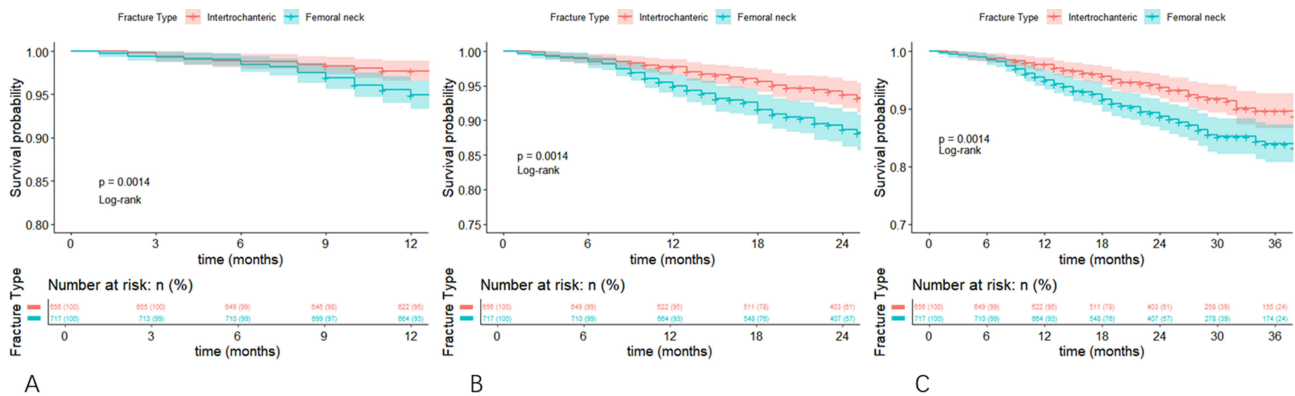 Fracture Type Intertrochanteric Femoral neck
1.00
0.95
0.90
0.85
0.80
Survival probability
p = 0.0014
Log-rank
0 3 6 9 12
time (months)
Number at risk: n (%)
Fracture Type
656 (100) 655 (100) 649 (99) 646 (98) 622 (95)
717 (100) 713 (99) 710 (99) 699 (97) 664 (93)
0 3 6 9 12
time (months)
A
Fracture Type Intertrochanteric Femoral neck
1.00
0.95
0.90
0.85
0.80
0.75
Survival probability
p = 0.0014
Log-rank
0 6 12 18 24
time (months)
Number at risk: n (%)
Fracture Type
656 (100) 649 (99) 622 (95) 511 (78) 403 (61)
717 (100) 710 (99) 664 (93) 548 (76) 407 (57)
0 6 12 18 24
time (months)
B
Fracture Type Intertrochanteric Femoral neck
1.0
0.9
0.8
0.7
Survival probability
p = 0.0014
Log-rank
0 6 12 18 24 30 36
time (months)
Number at risk: n (%)
Fracture Type
656 (100) 649 (99) 622 (95) 511 (78) 403 (61) 258 (39) 155 (24)
717 (100) 710 (99) 664 (93) 548 (76) 407 (57) 278 (39) 174 (24)
0 6 12 18 24 30 36
time (months)
C